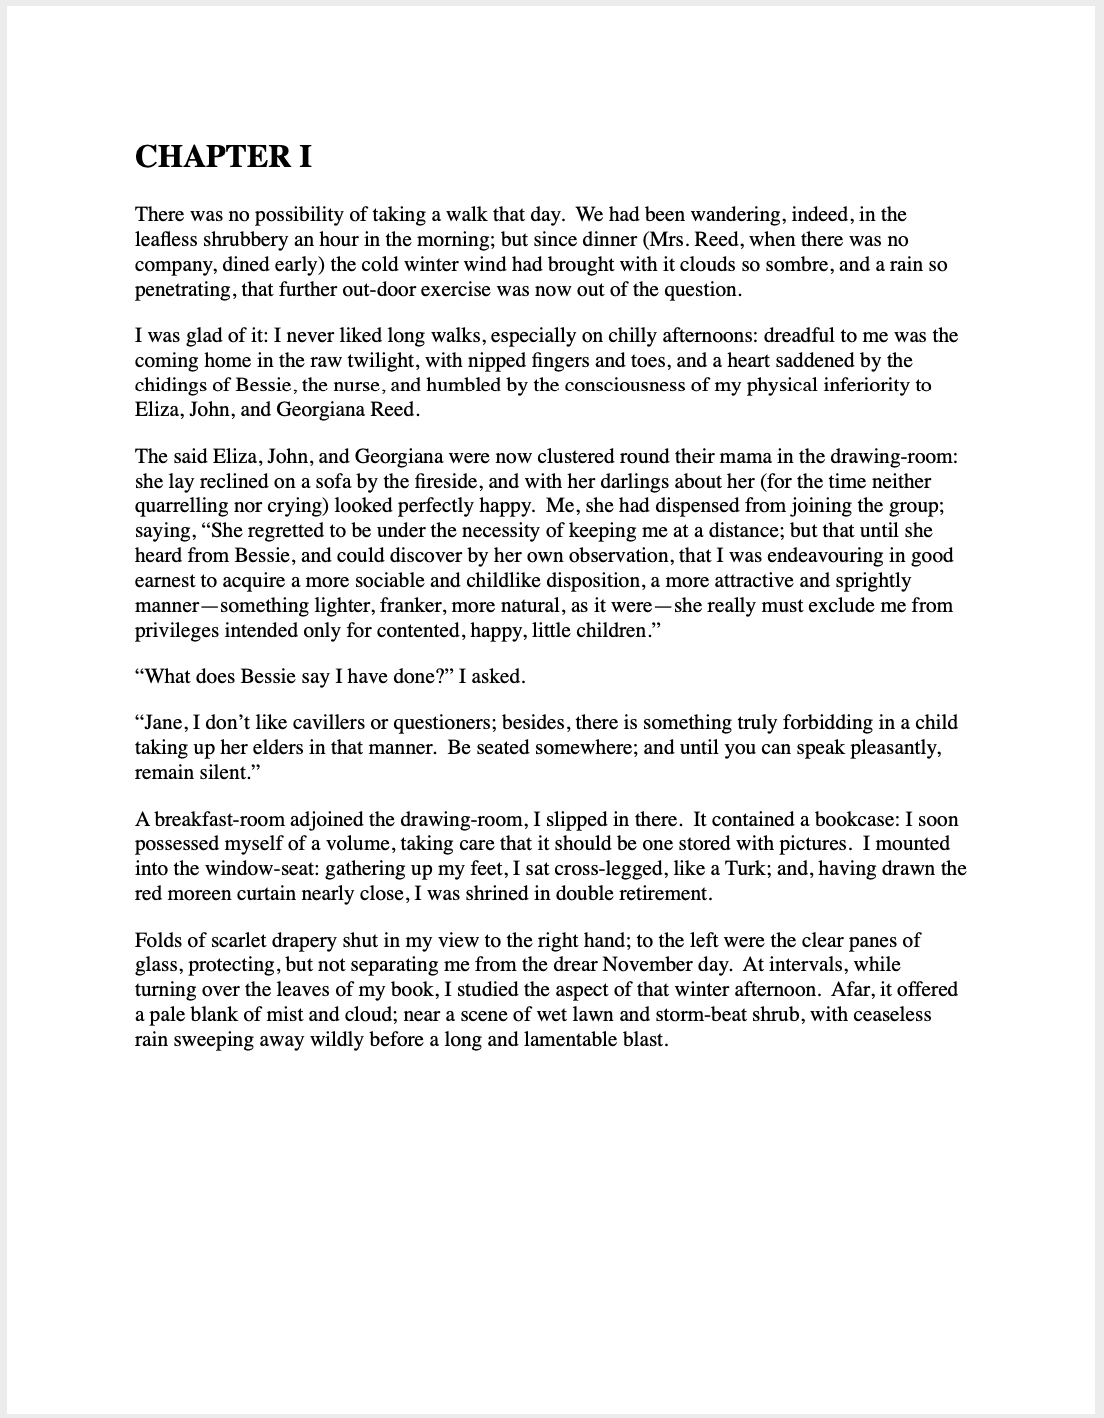 CHAPTER I
There was no possibility of taking a walk that day.  We had been wandering, indeed, in the
leafless shrubbery an hour in the morning; but since dinner (Mrs. Reed, when there was no
company, dined early) the cold winter wind had brought with it clouds so sombre, and a rain so
penetrating, that further out-door exercise was now out of the question.
I was glad of it: I never liked long walks, especially on chilly afternoons: dreadful to me was the
coming home in the raw twilight, with nipped fingers and toes, and a heart saddened by the
chidings of Bessie, the nurse, and humbled by the consciousness of my physical inferiority to
Eliza, John, and Georgiana Reed.
The said Eliza, John, and Georgiana were now clustered round their mama in the drawing-room:
she lay reclined on a sofa by the fireside, and with her darlings about her (for the time neither
quarrelling nor crying) looked perfectly happy.  Me, she had dispensed from joining the group;
saying, “She regretted to be under the necessity of keeping me at a distance; but that until she
heard from Bessie, and could discover by her own observation, that I was endeavouring in good
earnest to acquire a more sociable and childlike disposition, a more attractive and sprightly
manner—something lighter, franker, more natural, as it were—she really must exclude me from
privileges intended only for contented, happy, little children.”
“What does Bessie say I have done?” I asked.
“Jane, I don’t like cavillers or questioners; besides, there is something truly forbidding in a child
taking up her elders in that manner.  Be seated somewhere; and until you can speak pleasantly,
remain silent.”
A breakfast-room adjoined the drawing-room, I slipped in there.  It contained a bookcase: I soon
possessed myself of a volume, taking care that it should be one stored with pictures.  I mounted
into the window-seat: gathering up my feet, I sat cross-legged, like a Turk; and, having drawn the
red moreen curtain nearly close, I was shrined in double retirement.
Folds of scarlet drapery shut in my view to the right hand; to the left were the clear panes of
glass, protecting, but not separating me from the drear November day.  At intervals, while
turning over the leaves of my book, I studied the aspect of that winter afternoon.  Afar, it offered
a pale blank of mist and cloud; near a scene of wet lawn and storm-beat shrub, with ceaseless
rain sweeping away wildly before a long and lamentable blast.